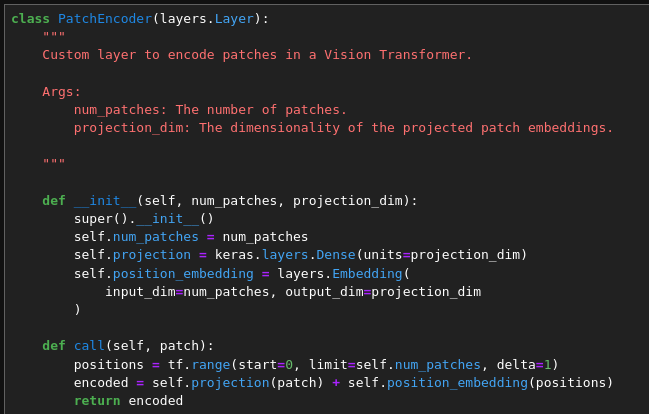 class PatchEncoder(layers.Layer):
    """
    Custom layer to encode patches in a Vision Transformer.

    Args:
        num_patches: The number of patches.
        projection_dim: The dimensionality of the projected patch embeddings.

    """

    def __init__(self, num_patches, projection_dim):
        super().__init__()
        self.num_patches = num_patches
        self.projection = keras.layers.Dense(units=projection_dim)
        self.position_embedding = layers.Embedding(
            input_dim=num_patches, output_dim=projection_dim
        )

    def call(self, patch):
        positions = tf.range(start=0, limit=self.num_patches, delta=1)
        encoded = self.projection(patch) + self.position_embedding(positions)
        return encoded